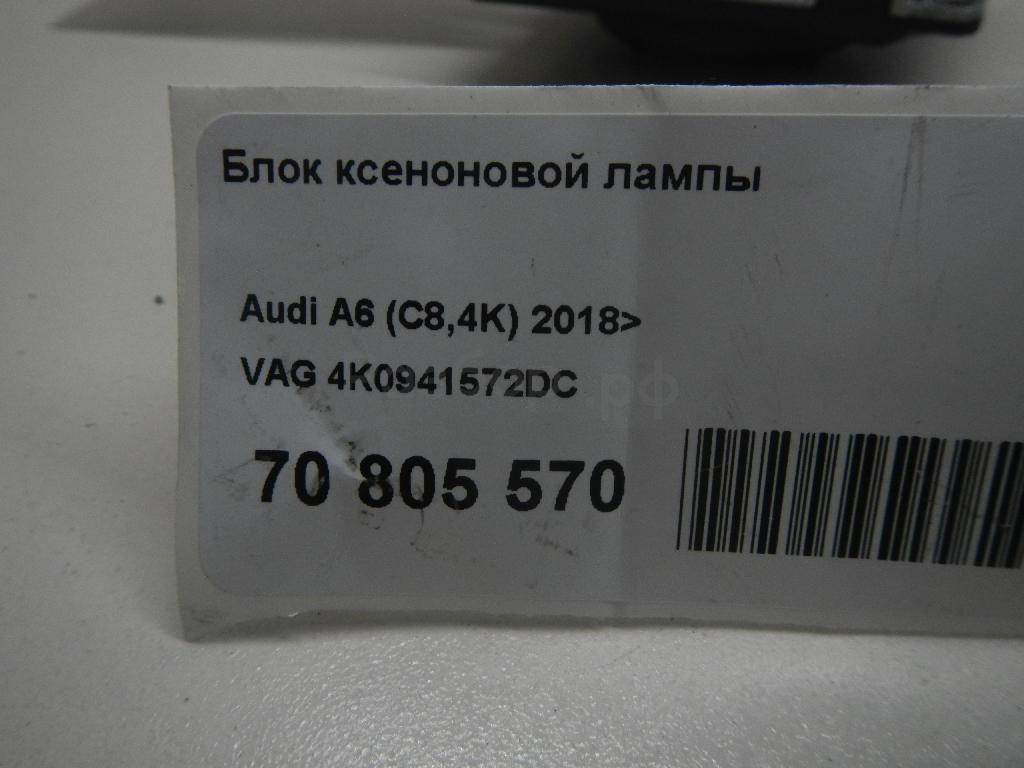 Блок ксеноновой лампы
Audi A6 (C8,4K) 2018>
VAG 4K0941572DC
70 805 570